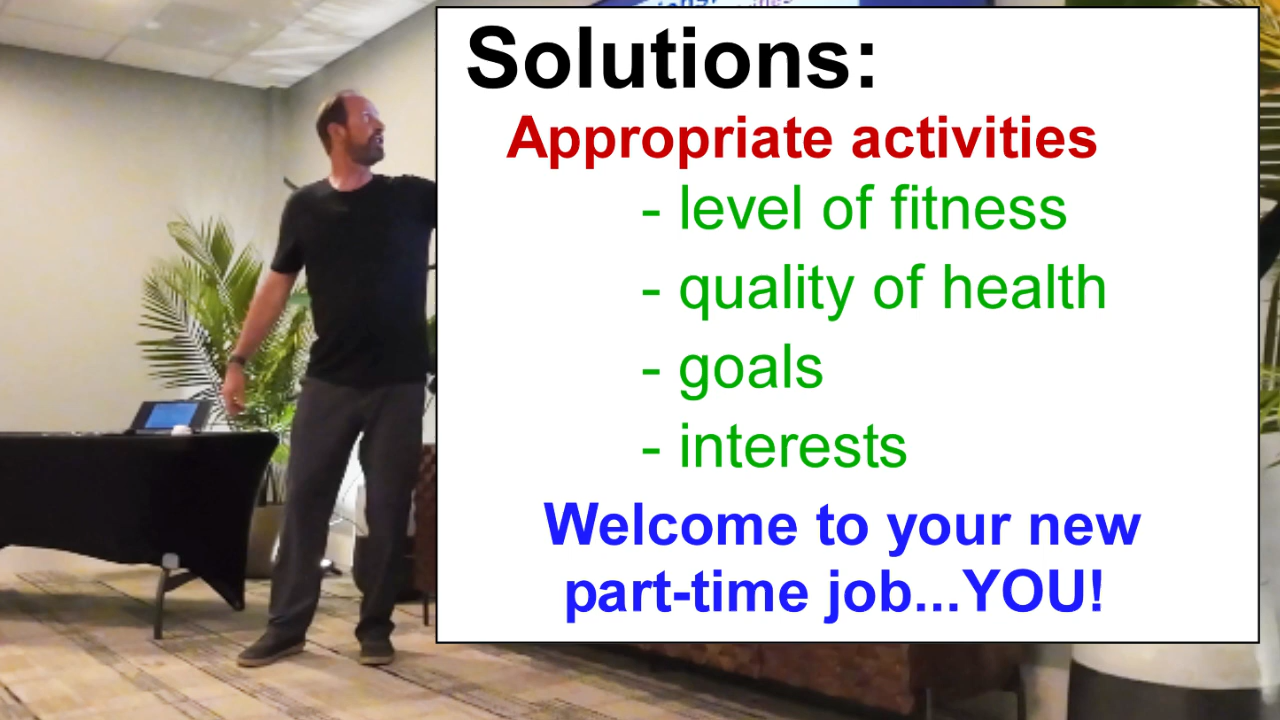 Solutions:
Appropriate activities
- level of fitness
- quality of health
- goals
- interests
Welcome to your new
part-time job...YOU!